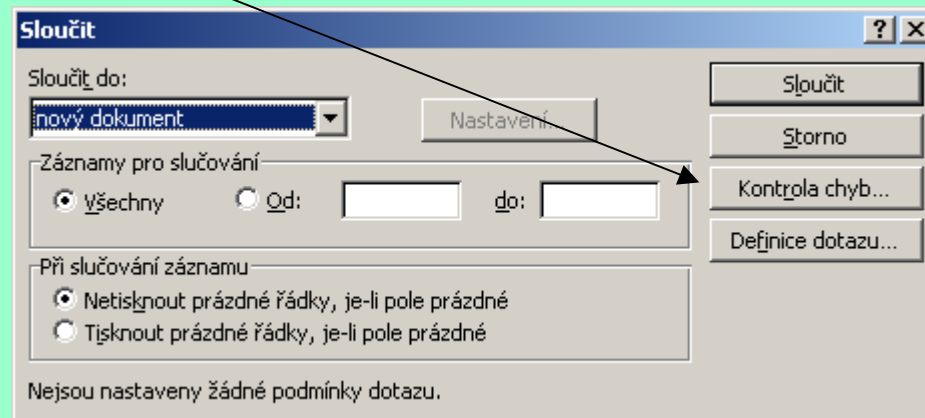 Sloučit
Sloučit do:
nový dokument
Nastavení...
Záznamy pro slučování
Všechny
Od:
do:
Při slučování záznamu
Netisknout prázdné řádky, je-li pole prázdné
Tisknout prázdné řádky, je-li pole prázdné
Nejsou nastaveny žádné podmínky dotazu.
Sloučit
Storno
Kontrola chyb...
Definice dotazu...